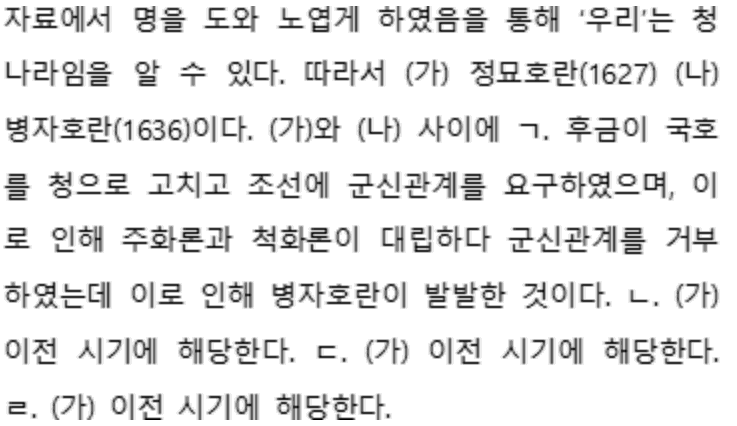 자료에서 명을 도와 노엽게 하였음을 통해 ‘우리’는 청
나라임을 알 수 있다. 따라서 (가) 정묘호란(1627) (나)
병자호란(1636)이다. (가)와 (나) 사이에 ㄱ. 후금이 국호
를 청으로 고치고 조선에 군신관계를 요구하였으며, 이
로 인해 주화론과 척화론이 대립하다 군신관계를 거부
하였는데 이로 인해 병자호란이 발발한 것이다. ㄴ. (가)
이전 시기에 해당한다. ㄷ. (가) 이전 시기에 해당한다.
ㄹ. (가) 이전 시기에 해당한다.